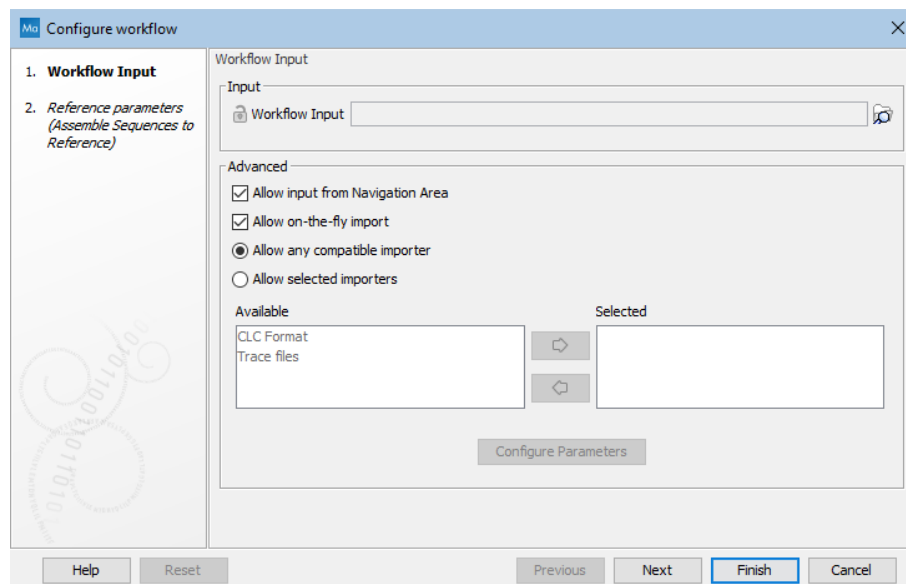 Ma Configure workflow
1. Workflow Input
2. Reference parameters
(Assemble Sequences to
Reference)
Workflow Input
Input
Workflow Input
Advanced
Allow input from Navigation Area
Allow on-the-fly import
Allow any compatible importer
Allow selected importers
Available
Selected
CLC Format
Trace files
Configure Parameters
Help
Reset
Previous
Next
Finish
Cancel